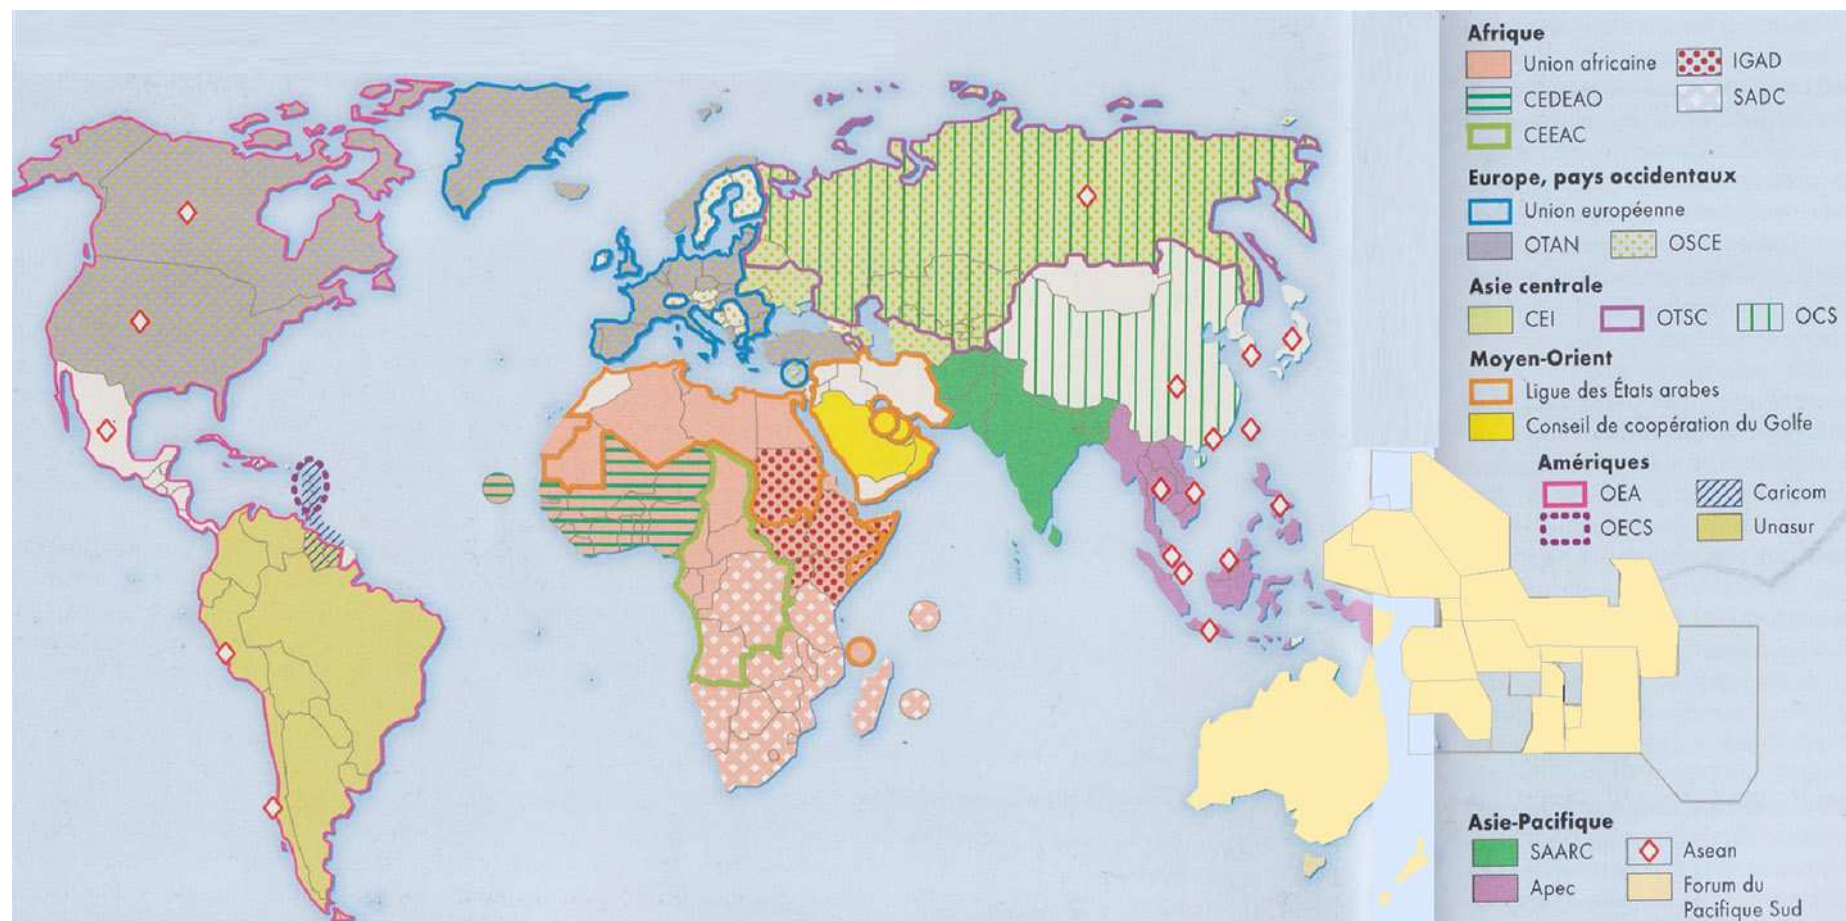 Afrique
Union africaine
IGAD
CEDEAO
SADC
CEEAC
Europe, pays occidentaux
Union européenne
OTAN
OSCE
Asie centrale
CEI
OTSC
OCS
Moyen-Orient
Ligue des États arabes
Conseil de coopération du Golfe
Amériques
OEA
Caricom
OECS
Unasur
Asie-Pacifique
SAARC
Asean
Apec
Forum du
Pacifique Sud